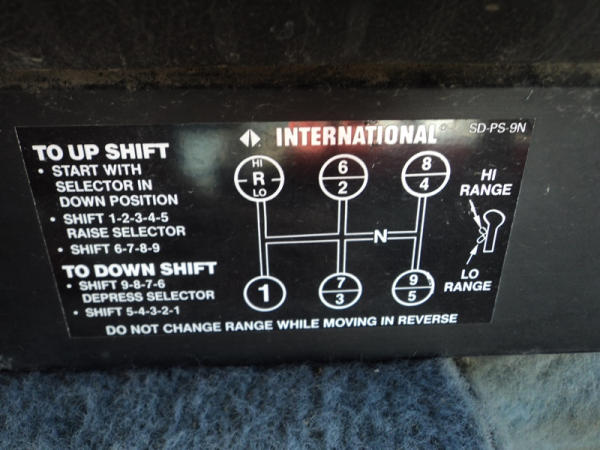 INTERNATIONAL®
SD-PS-9N
TO UP SHIFT
• START WITH
SELECTOR IN
DOWN POSITION
• SHIFT 1-2-3-4-5
RAISE SELECTOR
• SHIFT 6-7-8-9
TO DOWN SHIFT
• SHIFT 9-8-7-6
DEPRESS SELECTOR
• SHIFT 5-4-3-2-1
HI
R
LO
6
2
8
4
N
1
7
3
9
5
HI
RANGE
LO
RANGE
DO NOT CHANGE RANGE WHILE MOVING IN REVERSE